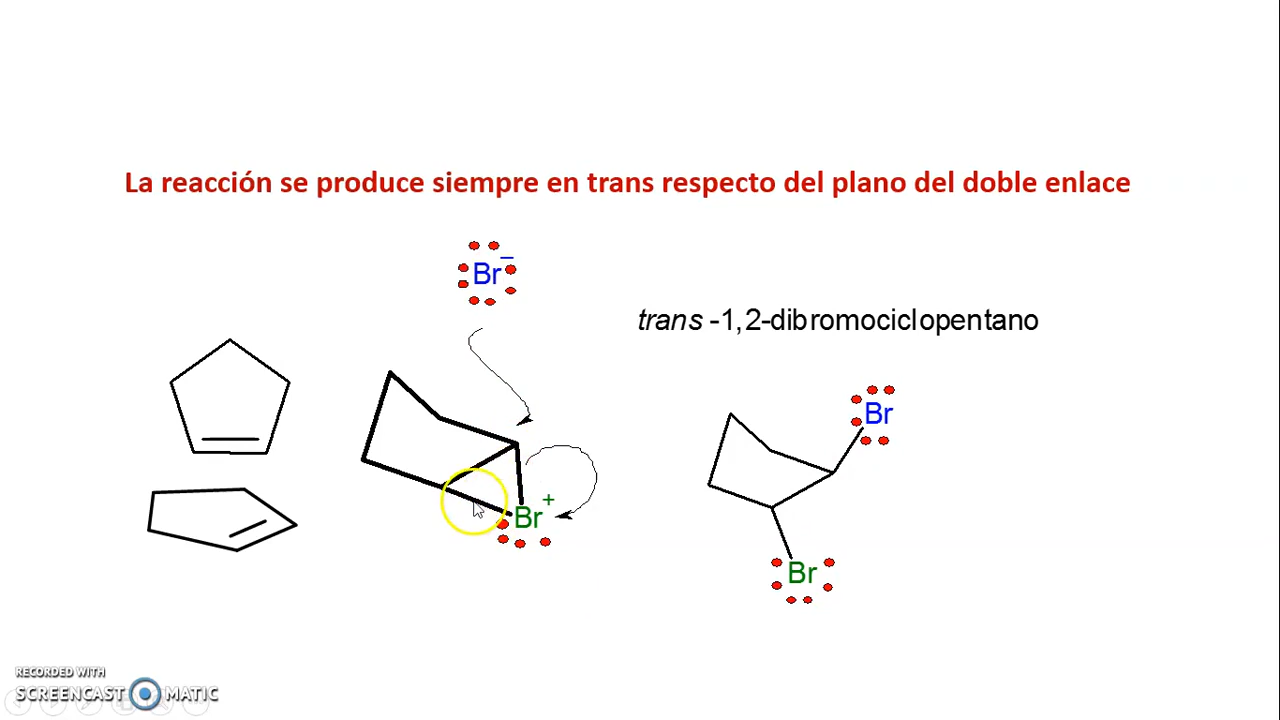 La reacción se produce siempre en trans respecto del plano del doble enlace
Br−
trans -1,2-dibromociclopentano
Br
Br+
Br
RECORDED WITH
SCREENCAST MATIC